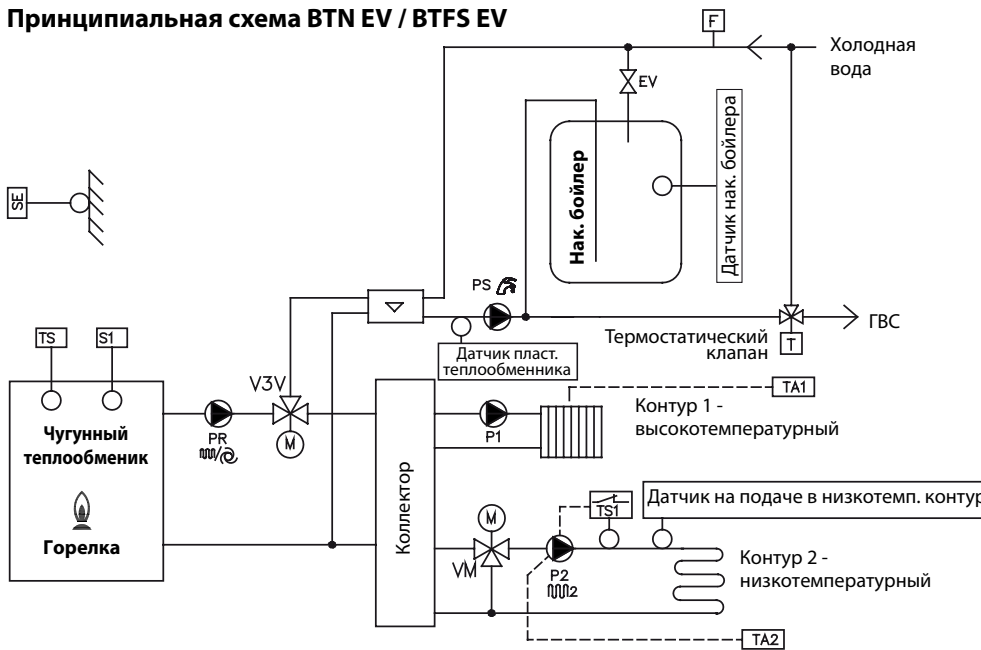 Принципиальная схема BTN EV / BTFS EV
F
Холодная
вода
EV
Нак. бойлер
Датчик нак. бойлера
SE
PS
ГВС
Термостатический
клапан
T
Датчик пласт.
теплообменника
TS
S1
V3V
M
PR
Чугунный
теплообменик
Горелка
Коллектор
P1
TA1
Контур 1 -
высокотемпературный
TS1
Датчик на подаче в низкотемп. контур
M
VM
P2
2
Контур 2 -
низкотемпературный
TA2